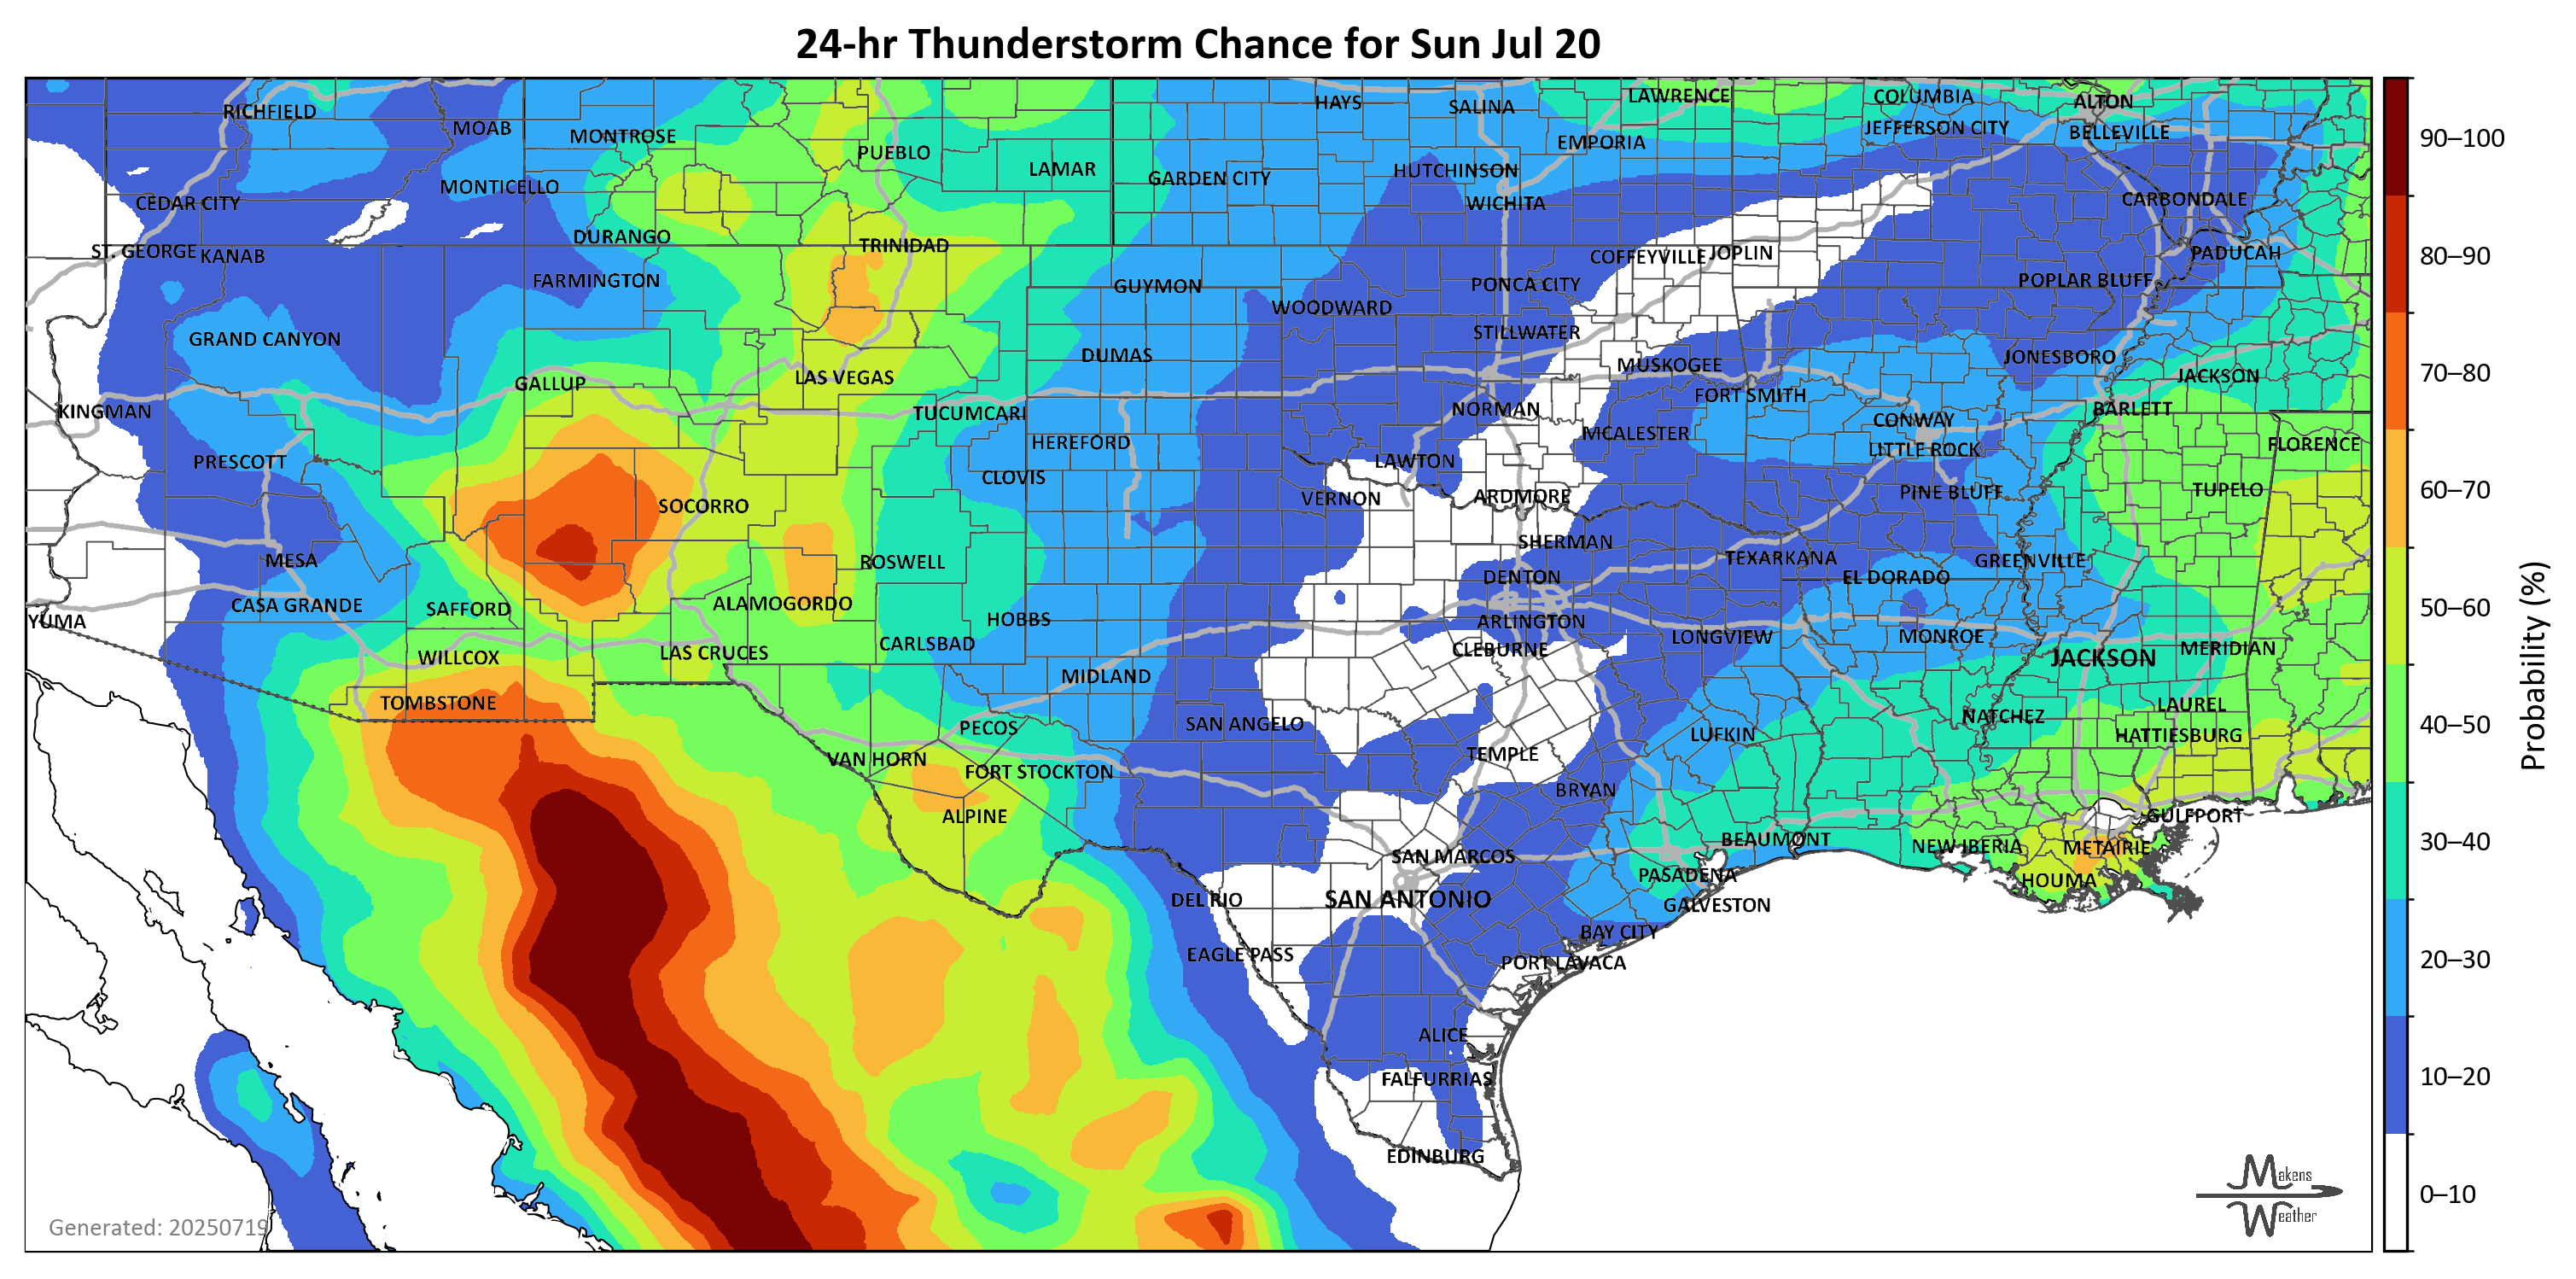 24-hr Thunderstorm Chance for Sun Jul 20
RICHFIELD
MOAB
MONTROSE
PUEBLO
LAMAR
HAYS
SALINA
LAWRENCE
COLUMBIA
ALTON
JEFFERSON CITY
BELLEVILLE
EMPORIA
HUTCHINSON
GARDEN CITY
MONTICELLO
CEDAR CITY
WICHITA
CARBONDALE
DURANGO
TRINIDAD
ST. GEORGE
KANAB
COFFEYVILLE
JOPLIN
PADUCAH
FARMINGTON
GUYMON
PONCA CITY
POPLAR BLUFF
WOODWARD
GRAND CANYON
STILLWATER
DUMAS
MUSKOGEE
JONESBORO
GALLUP
LAS VEGAS
JACKSON
FORT SMITH
KINGMAN
TUCUMCARI
NORMAN
BARLETT
CONWAY
HEREFORD
MCALESTER
LITTLE ROCK
FLORENCE
PRESCOTT
CLOVIS
LAWTON
SOCORRO
VERNON
ARDMORE
PINE BLUFF
TUPELO
SHERMAN
MESA
ROSWELL
TEXARKANA
GREENVILLE
DENTON
EL DORADO
CASA GRANDE
SAFFORD
ALAMOGORDO
YUMA
HOBBS
ARLINGTON
LONGVIEW
MONROE
WILLCOX
LAS CRUCES
CARLSBAD
CLEBURNE
JACKSON
MERIDIAN
MIDLAND
TOMBSTONE
PECOS
SAN ANGELO
LUFKIN
NATCHEZ
LAUREL
HATTIESBURG
VAN HORN
FORT STOCKTON
TEMPLE
BRYAN
ALPINE
GULFPORT
SAN MARCOS
BEAUMONT
NEW IBERIA
METAIRIE
PASADENA
HOUMA
DEL RIO
SAN ANTONIO
GALVESTON
EAGLE PASS
BAY CITY
PORT LAVACA
ALICE
FALFURRIAS
EDINBURG
Generated: 20250719
Makens
Weather
90–100
80–90
70–80
60–70
50–60
40–50
30–40
20–30
10–20
0–10
Probability (%)